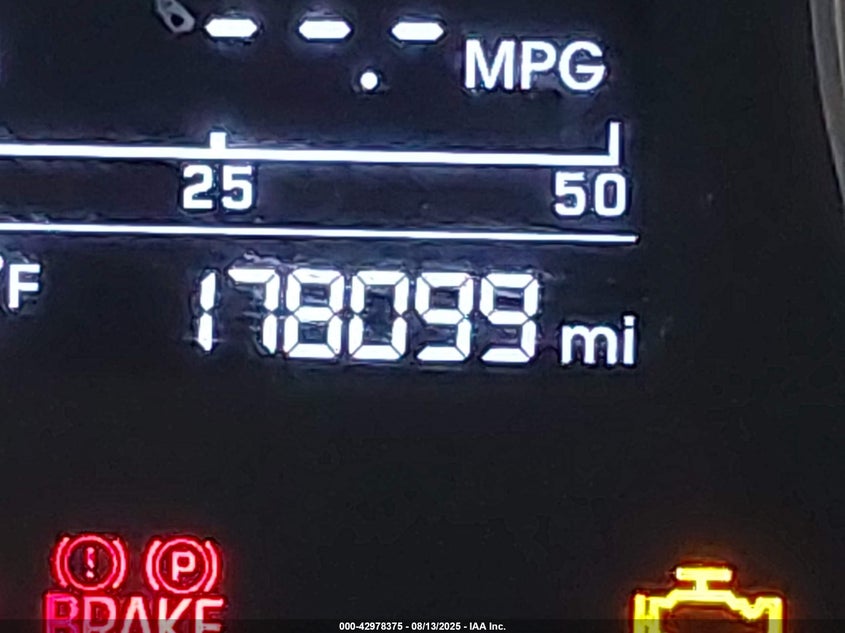 --.- MPG
25 50
°F 178099 mi
! P
BRAKE
000-42978375 - 08/13/2025 - IAA Inc.